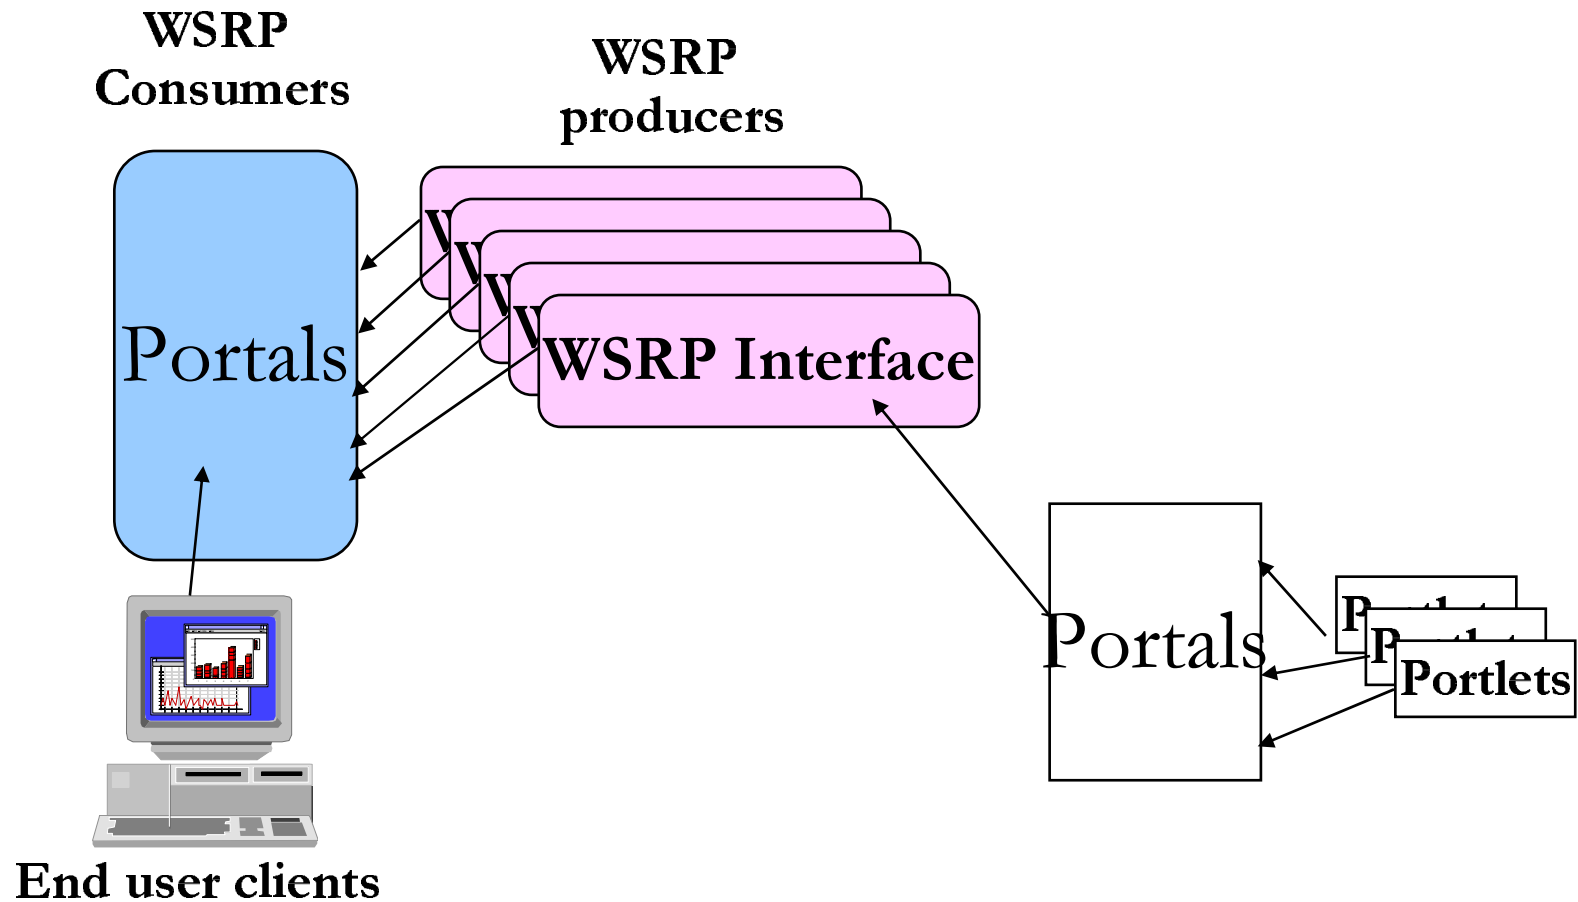 WSRP
Consumers
WSRP
producers
Portals
W
W
W
W
WSRP Interface
Portals
Portlets
End user clients